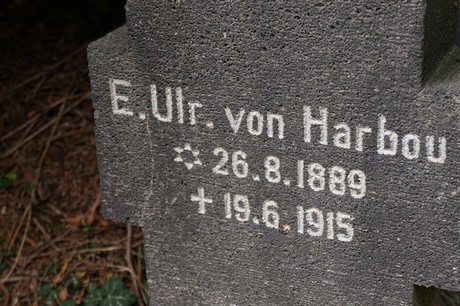 E. Ulr. von Harbou
✡ 26.8.1889
✝ 19.6.1915